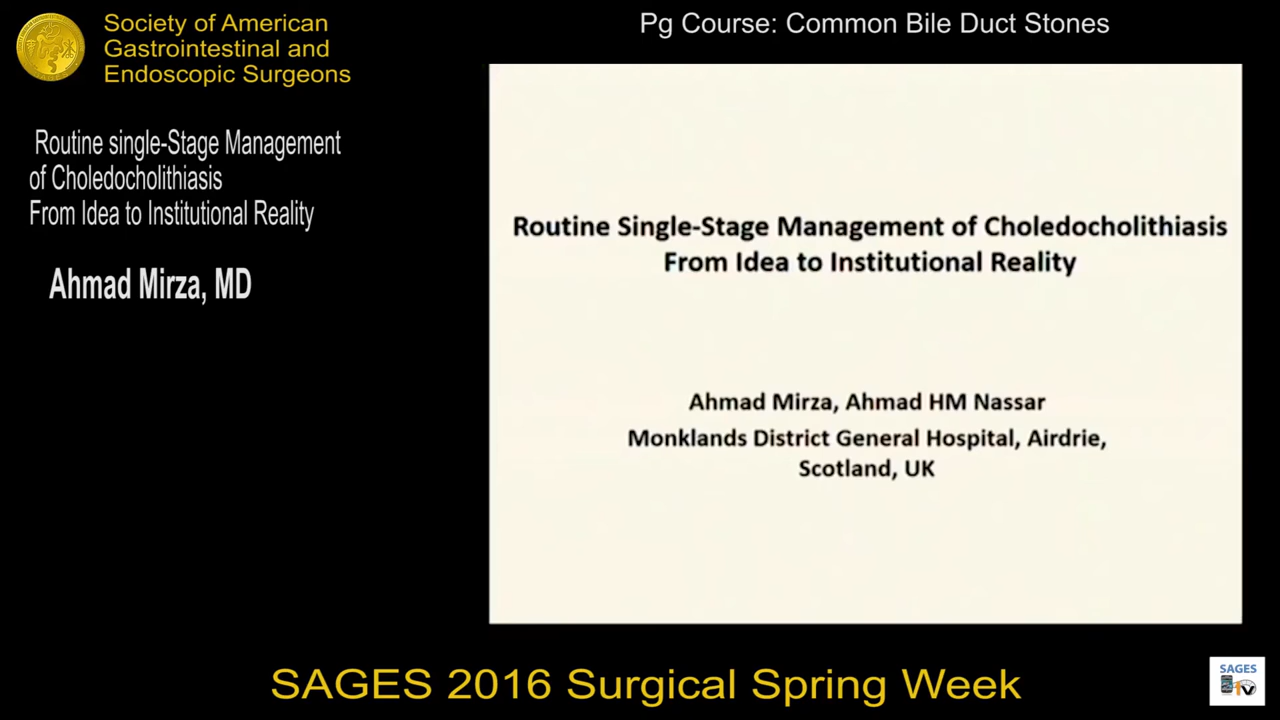 Society of American
Gastrointestinal and
Endoscopic Surgeons
Pg Course: Common Bile Duct Stones
Routine single-Stage Management
of Choledocholithiasis
From Idea to Institutional Reality
Ahmad Mirza, MD
Routine Single-Stage Management of Choledocholithiasis
From Idea to Institutional Reality
Ahmad Mirza, Ahmad HM Nassar
Monklands District General Hospital, Airdrie,
Scotland, UK
SAGES 2016 Surgical Spring Week
SAGES
TV